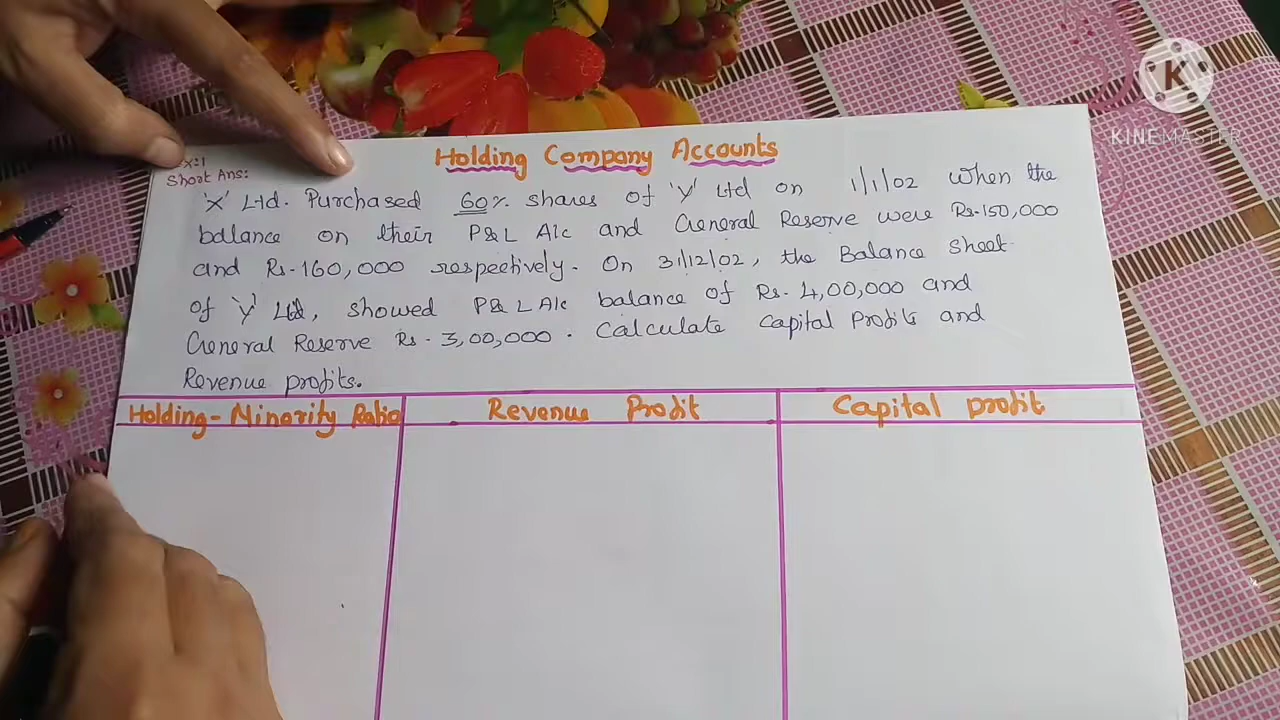 Holding Company Accounts
Ex:1
Short Ans:
'X' Ltd. Purchased 60% shares of 'Y' Ltd on 1/1/02 when the
balance on their P&L A/c and General Reserve were Rs.150,000
and Rs.160,000 respectively. On 31/12/02, the Balance Sheet
of 'Y' Ltd, showed P&L A/c balance of Rs. 4,00,000 and
General Reserve Rs. 3,00,000. Calculate Capital Profits and
Revenue profits.
Holding-Minority Ratio Revenue Profit Capital profit
K
KINEMASTER